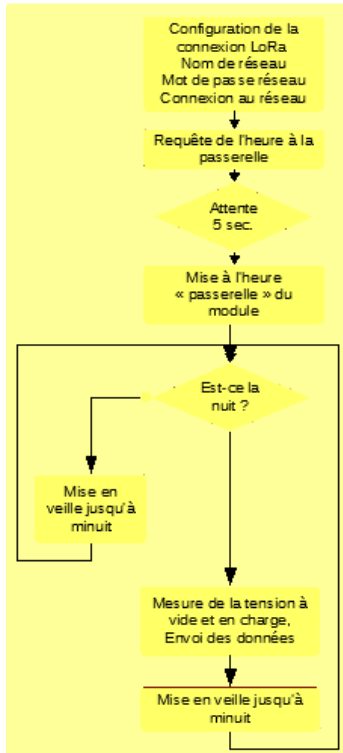 Configuration de la
connexion LoRa
Nom de réseau
Mot de passe réseau
Connexion au réseau
Requête de l'heure à la
passerelle
Attente
5 sec.
Mise à l'heure
« passerelle » du
module
Est-ce la
nuit ?
Mise en
veille jusqu'à
minuit
Mesure de la tension à
vide et en charge,
Envoi des données
Mise en veille jusqu'à
minuit